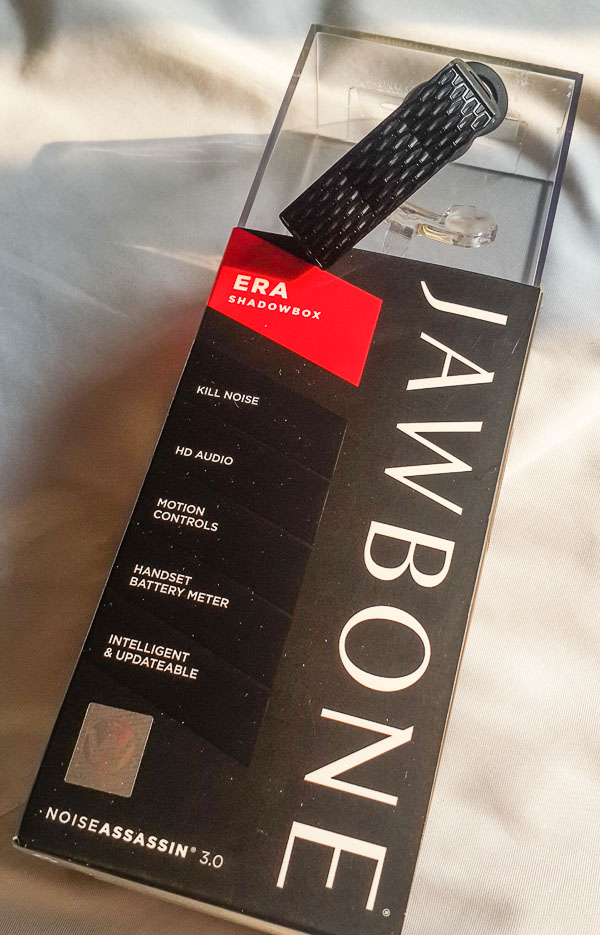 ERA
SHADOWBOX
JAWBONE®
KILL NOISE
HD AUDIO
MOTION
CONTROLS
HANDSET
BATTERY METER
INTELLIGENT
& UPDATEABLE
NOISEASSASSIN® 3.0